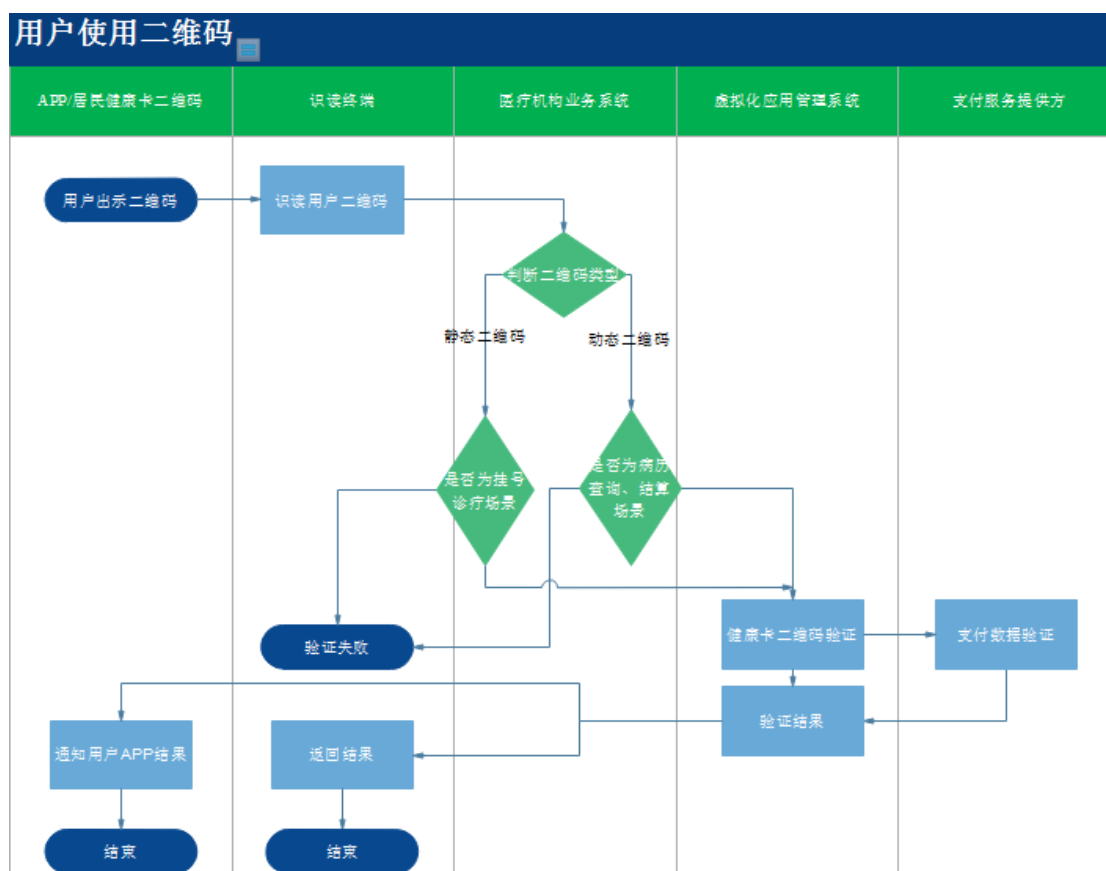 用户使用二维码
APP/居民健康卡二维码
识读终端
医疗机构业务系统
虚拟化应用管理系统
支付服务提供方
用户出示二维码
识读用户二维码
判断二维码类型
静态二维码
动态二维码
是否为挂号
诊疗场景
是否为病历
查询、结算
场景
验证失败
健康卡二维码验证
支付数据验证
验证结果
通知用户APP结果
返回结果
结束
结束